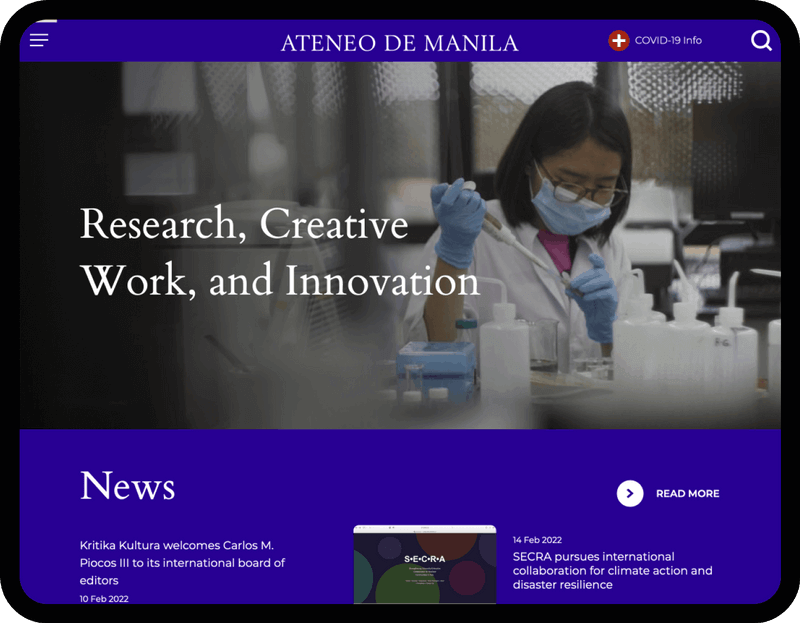 ATENEO DE MANILA
COVID-19 Info
Research, Creative
Work, and Innovation
News
READ MORE
Kritika Kultura welcomes Carlos M.
Piocos III to its international board of
editors
10 Feb 2022
S•E•C•R•A
14 Feb 2022
SECRA pursues international
collaboration for climate action and
disaster resilience